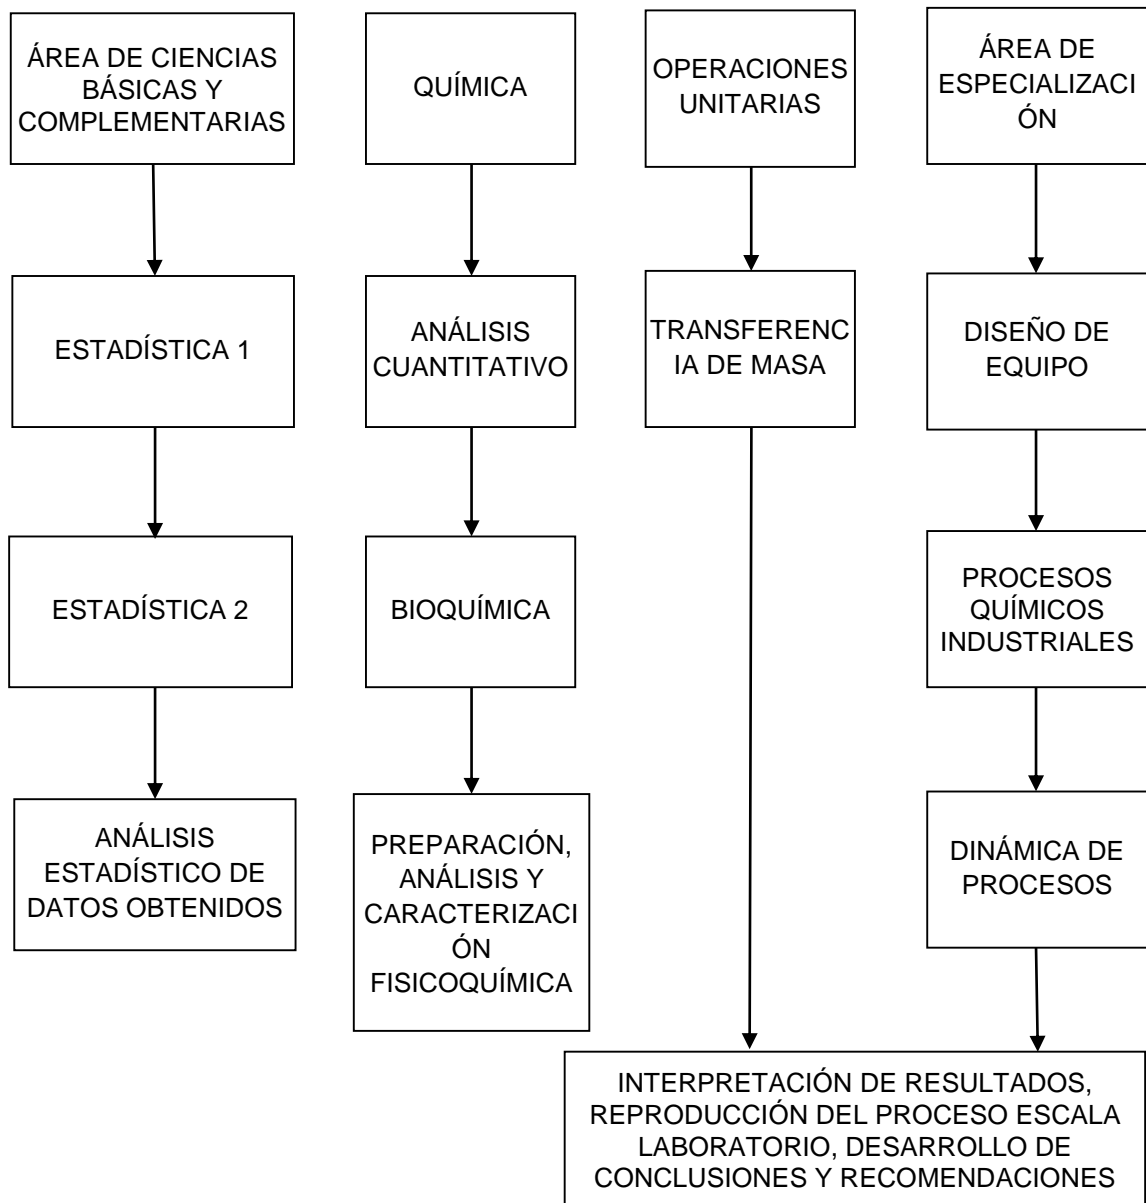 ÁREA DE CIENCIAS
BÁSICAS Y
COMPLEMENTARIAS
QUÍMICA
OPERACIONES
UNITARIAS
ÁREA DE
ESPECIALIZACI
ÓN
ESTADÍSTICA 1
ANÁLISIS
CUANTITATIVO
TRANSFERENC
IA DE MASA
DISEÑO DE
EQUIPO
ESTADÍSTICA 2
BIOQUÍMICA
PROCESOS
QUÍMICOS
INDUSTRIALES
ANÁLISIS
ESTADÍSTICO DE
DATOS OBTENIDOS
PREPARACIÓN,
ANÁLISIS Y
CARACTERIZACI
ÓN
FISICOQUÍMICA
DINÁMICA DE
PROCESOS
INTERPRETACIÓN DE RESULTADOS,
REPRODUCCIÓN DEL PROCESO ESCALA
LABORATORIO, DESARROLLO DE
CONCLUSIONES Y RECOMENDACIONES